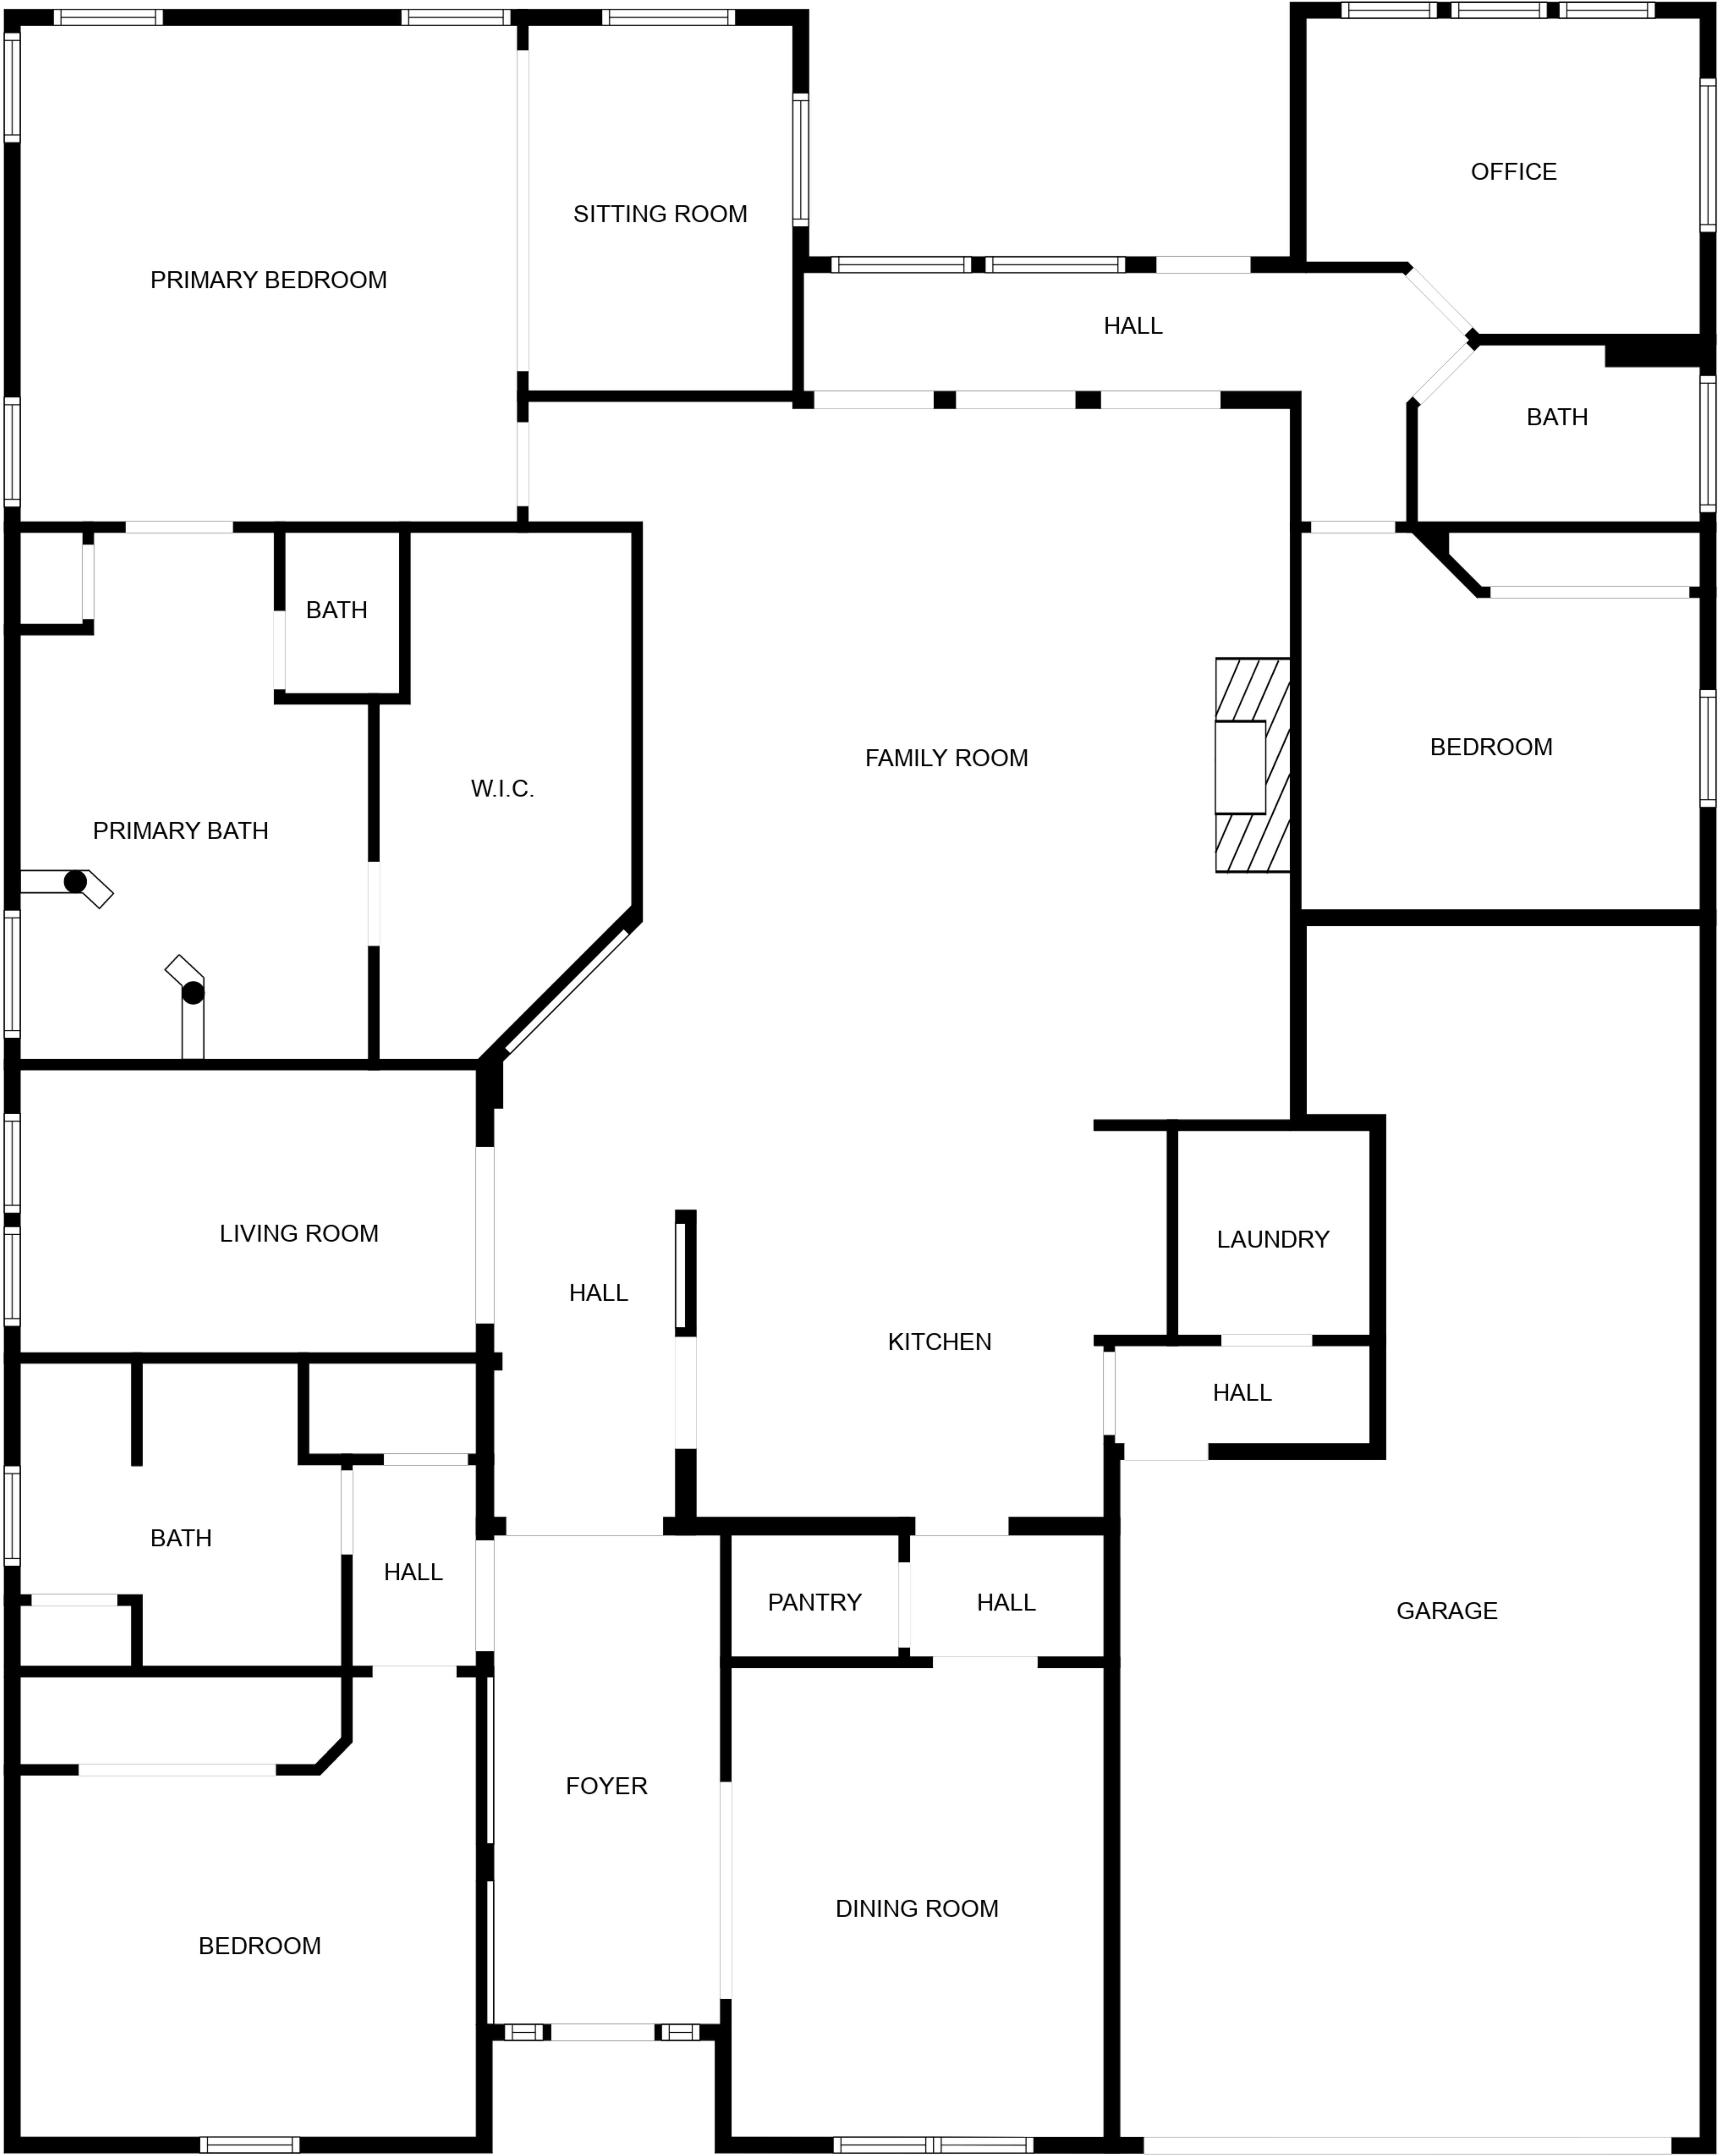 OFFICE
SITTING ROOM
PRIMARY BEDROOM
HALL
BATH
BATH
BEDROOM
FAMILY ROOM
W.I.C.
PRIMARY BATH
LIVING ROOM
LAUNDRY
HALL
KITCHEN
HALL
BATH
HALL
PANTRY
HALL
GARAGE
FOYER
DINING ROOM
BEDROOM